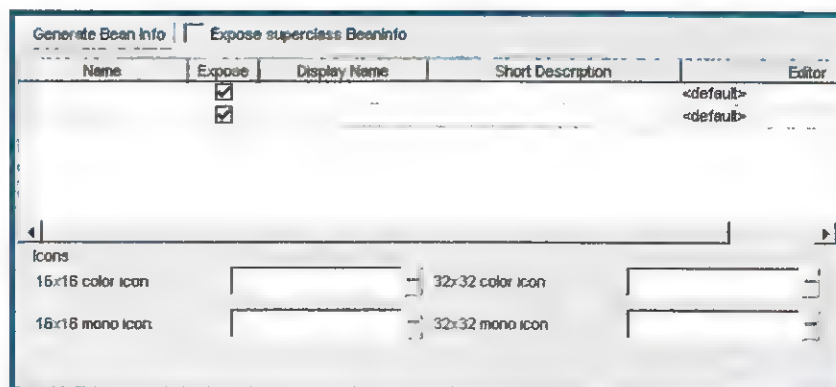 Generate Bean Info Expose superclass BeanInfo
Name Expose Display Name Short Description Editor
<default>
<default>
Icons
16x16 color icon 32x32 color icon
16x16 mono icon 32x32 mono icon